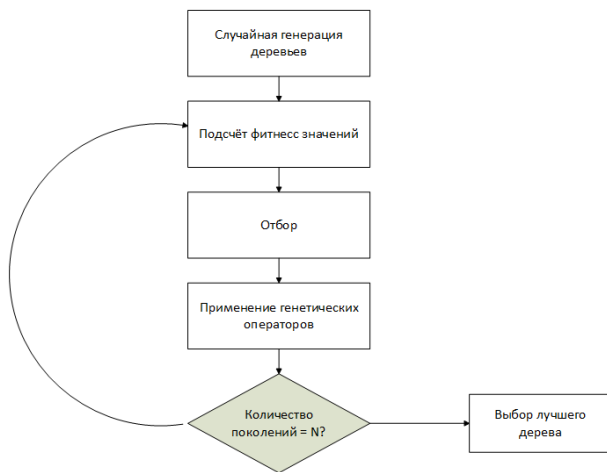 Случайная генерация
деревьев
Подсчёт фитнесс значений
Отбор
Применение генетических
операторов
Количество
поколений = N?
Выбор лучшего
дерева